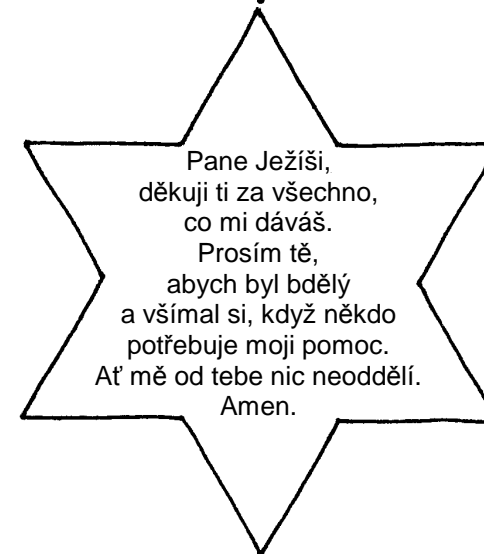 Pane Ježíši,
děkuji ti za všechno,
co mi dáváš.
Prosím tě,
abych byl bdělý
a všímal si, když někdo
potřebuje moji pomoc.
Ať mě od tebe nic neoddělí.
Amen.